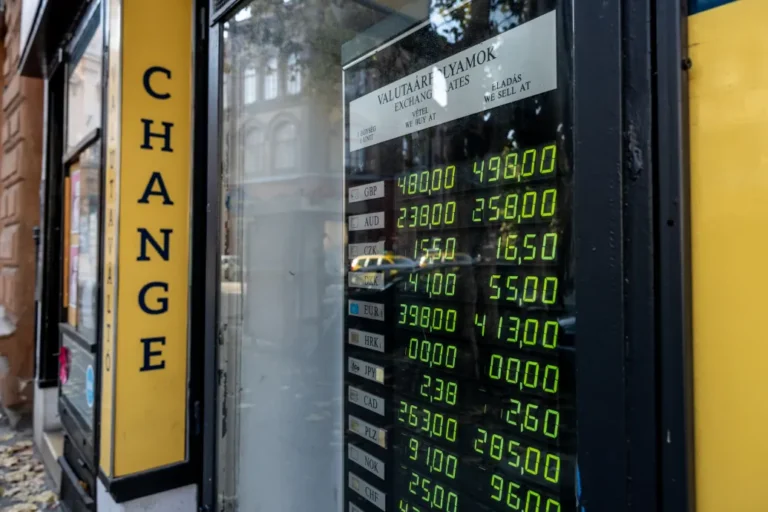 CHANGE
VALUTAÁRFOLYAMOK
EXCHANGE RATES
VÉTEL
WE BUY AT
ELADÁS
WE SELL AT
GBP 480,00 498,00
AUD 238,00 258,00
CZK 15,50 16,50
41,00 55,00
EUR 398,00 413,00
HRK 00,00 00,00
JPY 2,38 2,60
CAD 263,00 285,00
PLZ 91,00 96,00
NOK 25,00
CHF